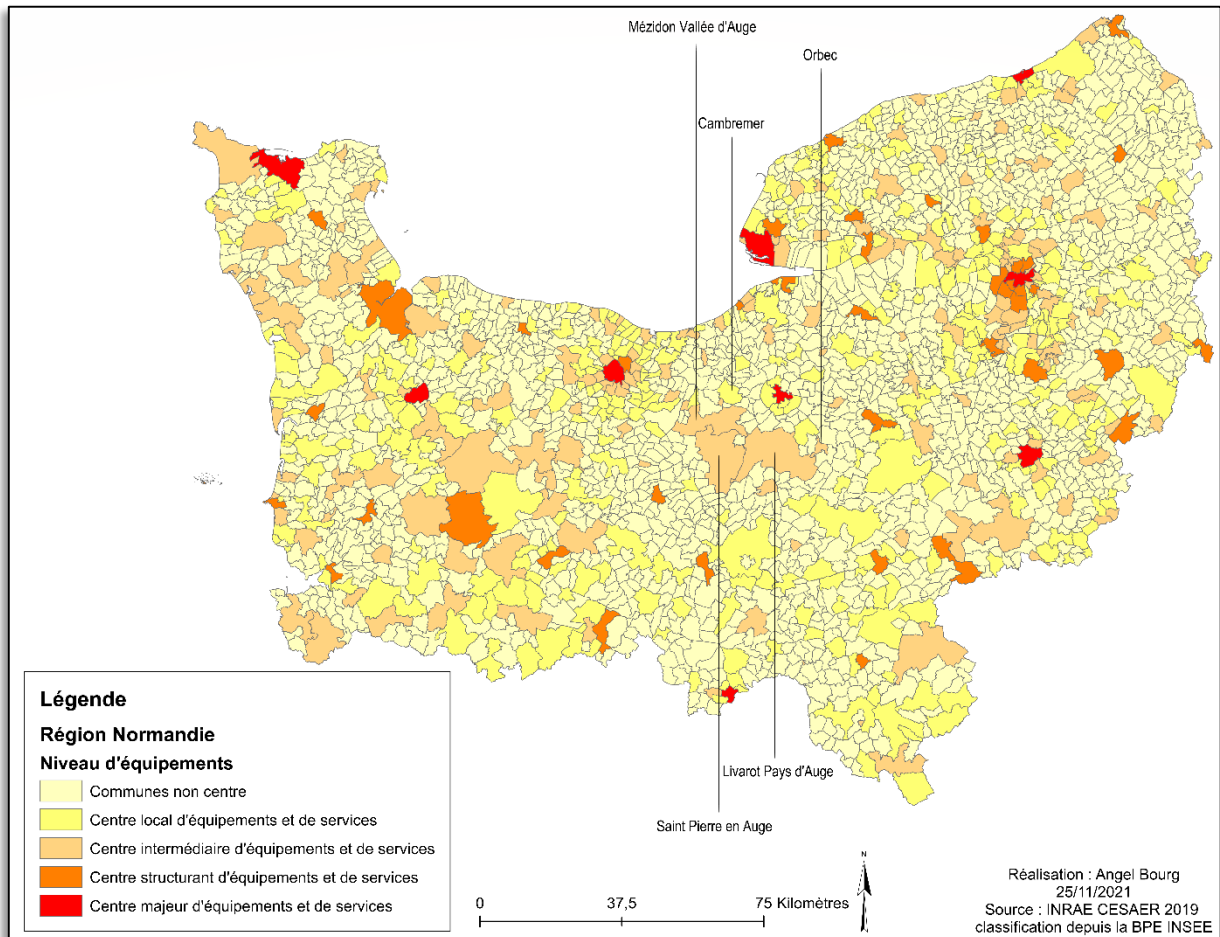 Mézidon Vallée d'Auge
Orbec
Cambremer
Livarot Pays d'Auge
Saint Pierre en Auge
Légende
Région Normandie
Niveau d'équipements
Communes non centre
Centre local d'équipements et de services
Centre intermédiaire d'équipements et de services
Centre structurant d'équipements et de services
Centre majeur d'équipements et de services
0 37,5 75 Kilomètres
N
Réalisation : Angel Bourg
25/11/2021
Source : INRAE CESAER 2019
classification depuis la BPE INSEE